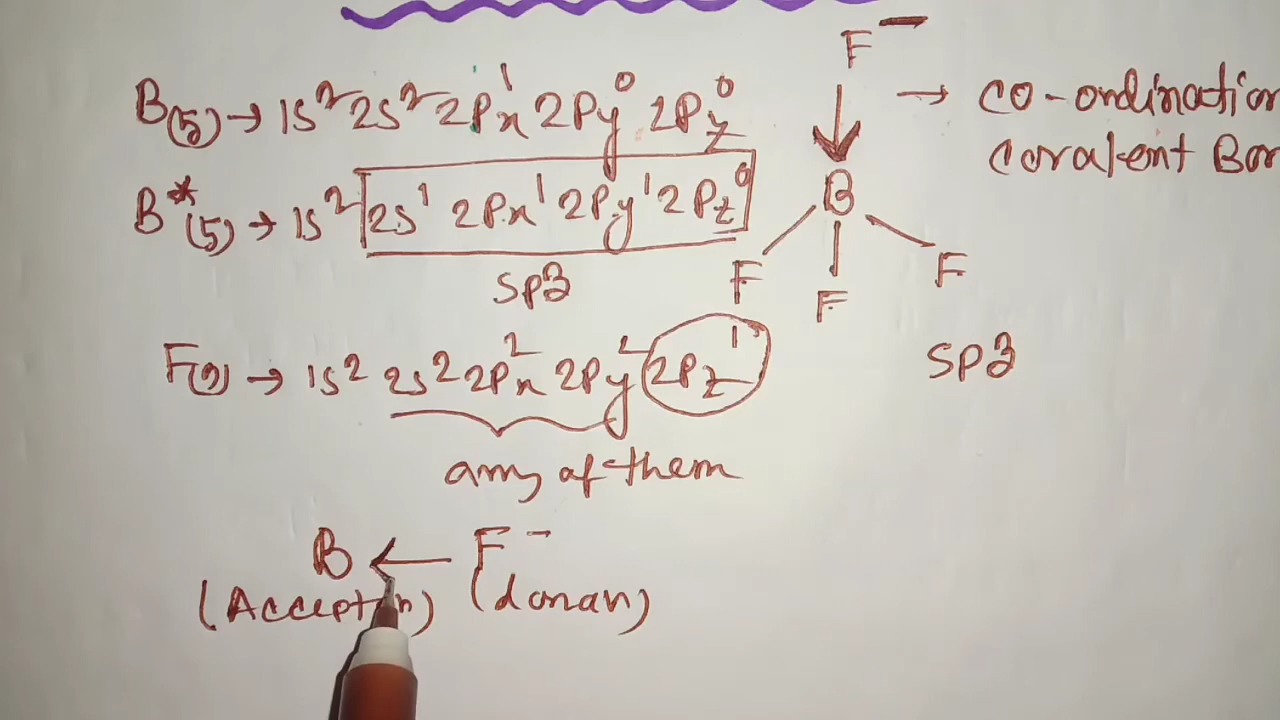 B(5) → 1s² 2s² 2Px¹ 2Py⁰ 2Pz⁰
B*(5) → 1s² 2s¹ 2Px¹ 2Py¹ 2Pz⁰
sp3
F(9) → 1s² 2s² 2Px² 2Py² 2Pz¹
any of them
B ← F⁻
(Acceptor) (donar)
F⁻
B
F F F
sp3
→ co-ordination
covalent Bon